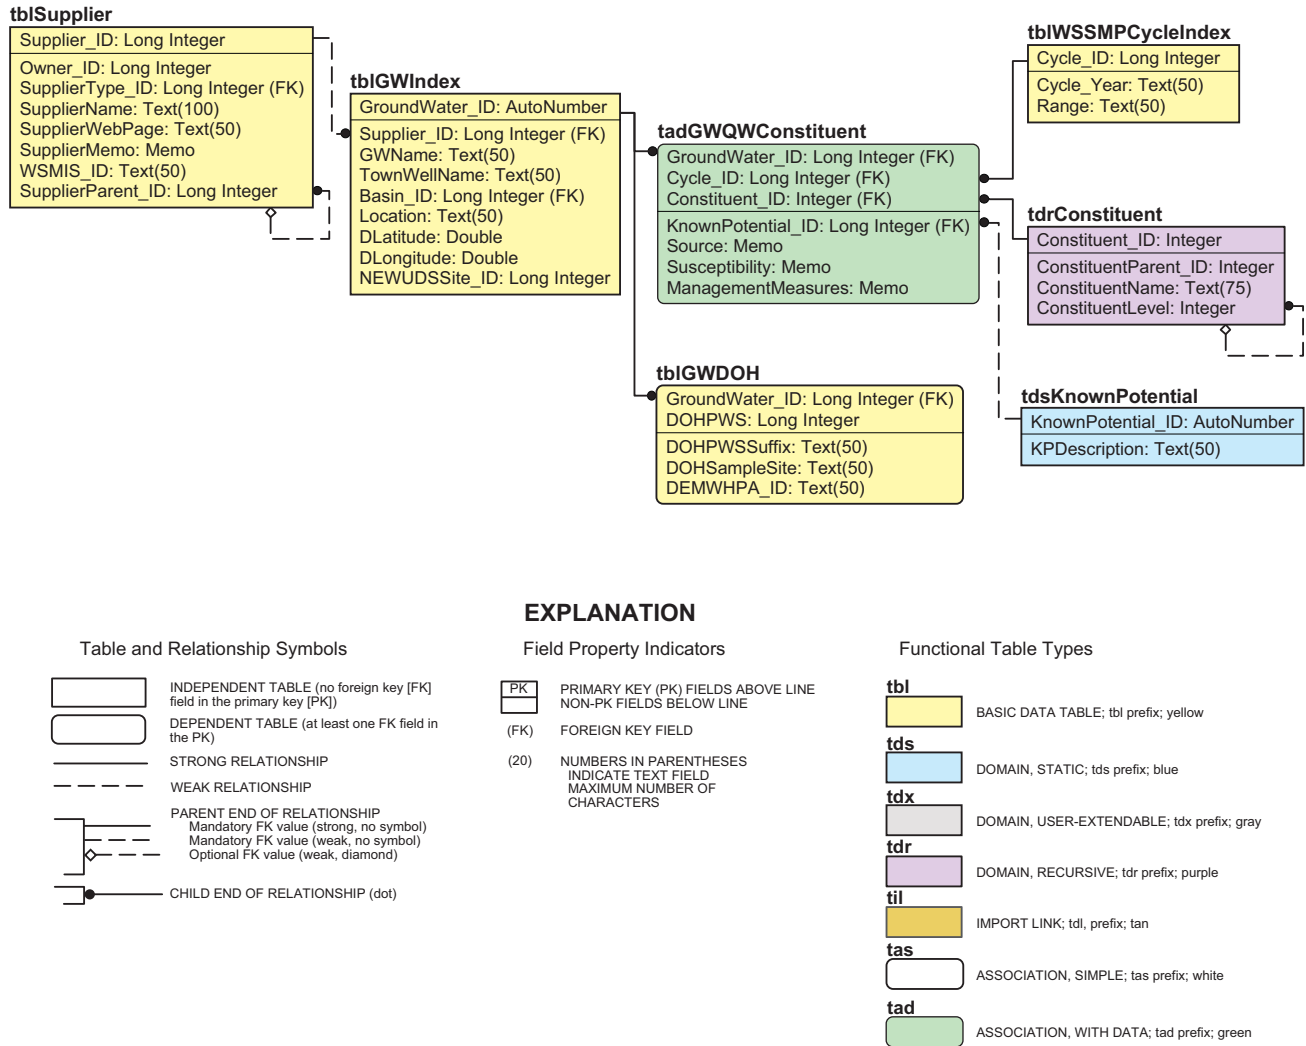 tblSupplier
Supplier_ID: Long Integer
Owner_ID: Long Integer
SupplierType_ID: Long Integer (FK)
SupplierName: Text(100)
SupplierWebPage: Text(50)
SupplierMemo: Memo
WSMIS_ID: Text(50)
SupplierParent_ID: Long Integer
tblGWIndex
GroundWater_ID: AutoNumber
Supplier_ID: Long Integer (FK)
GWName: Text(50)
TownWellName: Text(50)
Basin_ID: Long Integer (FK)
Location: Text(50)
DLatitude: Double
DLongitude: Double
NEWUDSSite_ID: Long Integer
tadGWQWConstituent
GroundWater_ID: Long Integer (FK)
Cycle_ID: Long Integer (FK)
Constituent_ID: Integer (FK)
KnownPotential_ID: Long Integer (FK)
Source: Memo
Susceptibility: Memo
ManagementMeasures: Memo
tblWSSMPCycleIndex
Cycle_ID: Long Integer
Cycle_Year: Text(50)
Range: Text(50)
tdrConstituent
Constituent_ID: Integer
ConstituentParent_ID: Integer
ConstituentName: Text(75)
ConstituentLevel: Integer
tblGWDOH
GroundWater_ID: Long Integer (FK)
DOHPWS: Long Integer
DOHPWSSuffix: Text(50)
DOHSampleSite: Text(50)
DEMWHPA_ID: Text(50)
tdsKnownPotential
KnownPotential_ID: AutoNumber
KPDescription: Text(50)
EXPLANATION
Table and Relationship Symbols
INDEPENDENT TABLE (no foreign key [FK]
field in the primary key [PK])
DEPENDENT TABLE (at least one FK field in
the PK)
STRONG RELATIONSHIP
WEAK RELATIONSHIP
PARENT END OF RELATIONSHIP
Mandatory FK value (strong, no symbol)
Mandatory FK value (weak, no symbol)
Optional FK value (weak, diamond)
CHILD END OF RELATIONSHIP (dot)
Field Property Indicators
PK
PRIMARY KEY (PK) FIELDS ABOVE LINE
NON-PK FIELDS BELOW LINE
(FK)
FOREIGN KEY FIELD
(20)
NUMBERS IN PARENTHESES
INDICATE TEXT FIELD
MAXIMUM NUMBER OF
CHARACTERS
Functional Table Types
tbl
BASIC DATA TABLE; tbl prefix; yellow
tds
DOMAIN, STATIC; tds prefix; blue
tdx
DOMAIN, USER-EXTENDABLE; tdx prefix; gray
tdr
DOMAIN, RECURSIVE; tdr prefix; purple
til
IMPORT LINK; tdl, prefix; tan
tas
ASSOCIATION, SIMPLE; tas prefix; white
tad
ASSOCIATION, WITH DATA; tad prefix; green